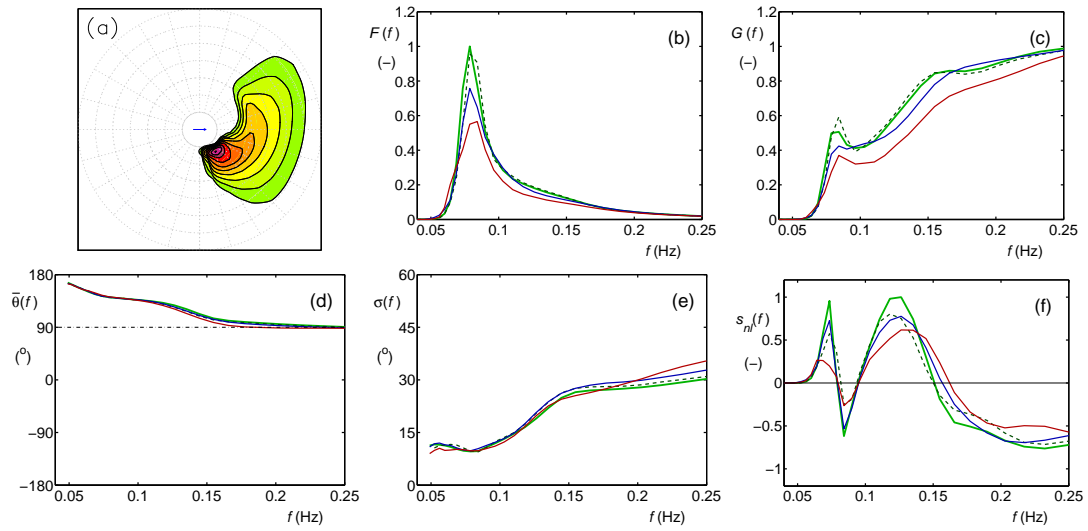 (a)
F(f)
(−)
(b)
1.2
1
0.8
0.6
0.4
0.2
0
0.05 0.1 0.15 0.2 0.25
f (Hz)
G(f)
(−)
(c)
1.2
1
0.8
0.6
0.4
0.2
0
0.05 0.1 0.15 0.2 0.25
f (Hz)
θ(f)
(o)
(d)
180
90
0
−90
−180
0.05 0.1 0.15 0.2 0.25
f (Hz)
σ(f)
(o)
(e)
60
45
30
15
0
0.05 0.1 0.15 0.2 0.25
f (Hz)
snl(f)
(−)
(f)
1
0.5
0
−0.5
−1
0.05 0.1 0.15 0.2 0.25
f (Hz)